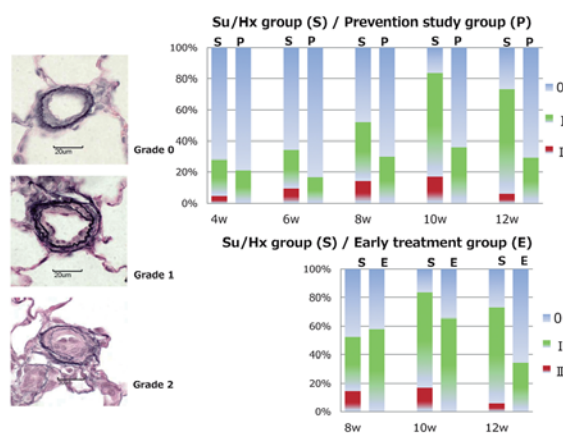 Su/Hx group (S) / Prevention study group (P)
S P S P S P S P S P
100%
80%
60%
40%
20%
0%
4w 6w 8w 10w 12w
0
I
I
20um
Grade 0
20um
Grade 1
Grade 2
Su/Hx group (S) / Early treatment group (E)
S E S E S E
100%
80%
60%
40%
20%
0%
8w 10w 12w
0
I
II